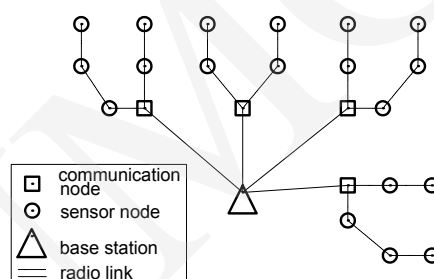 communication
node
sensor node
base station
radio link